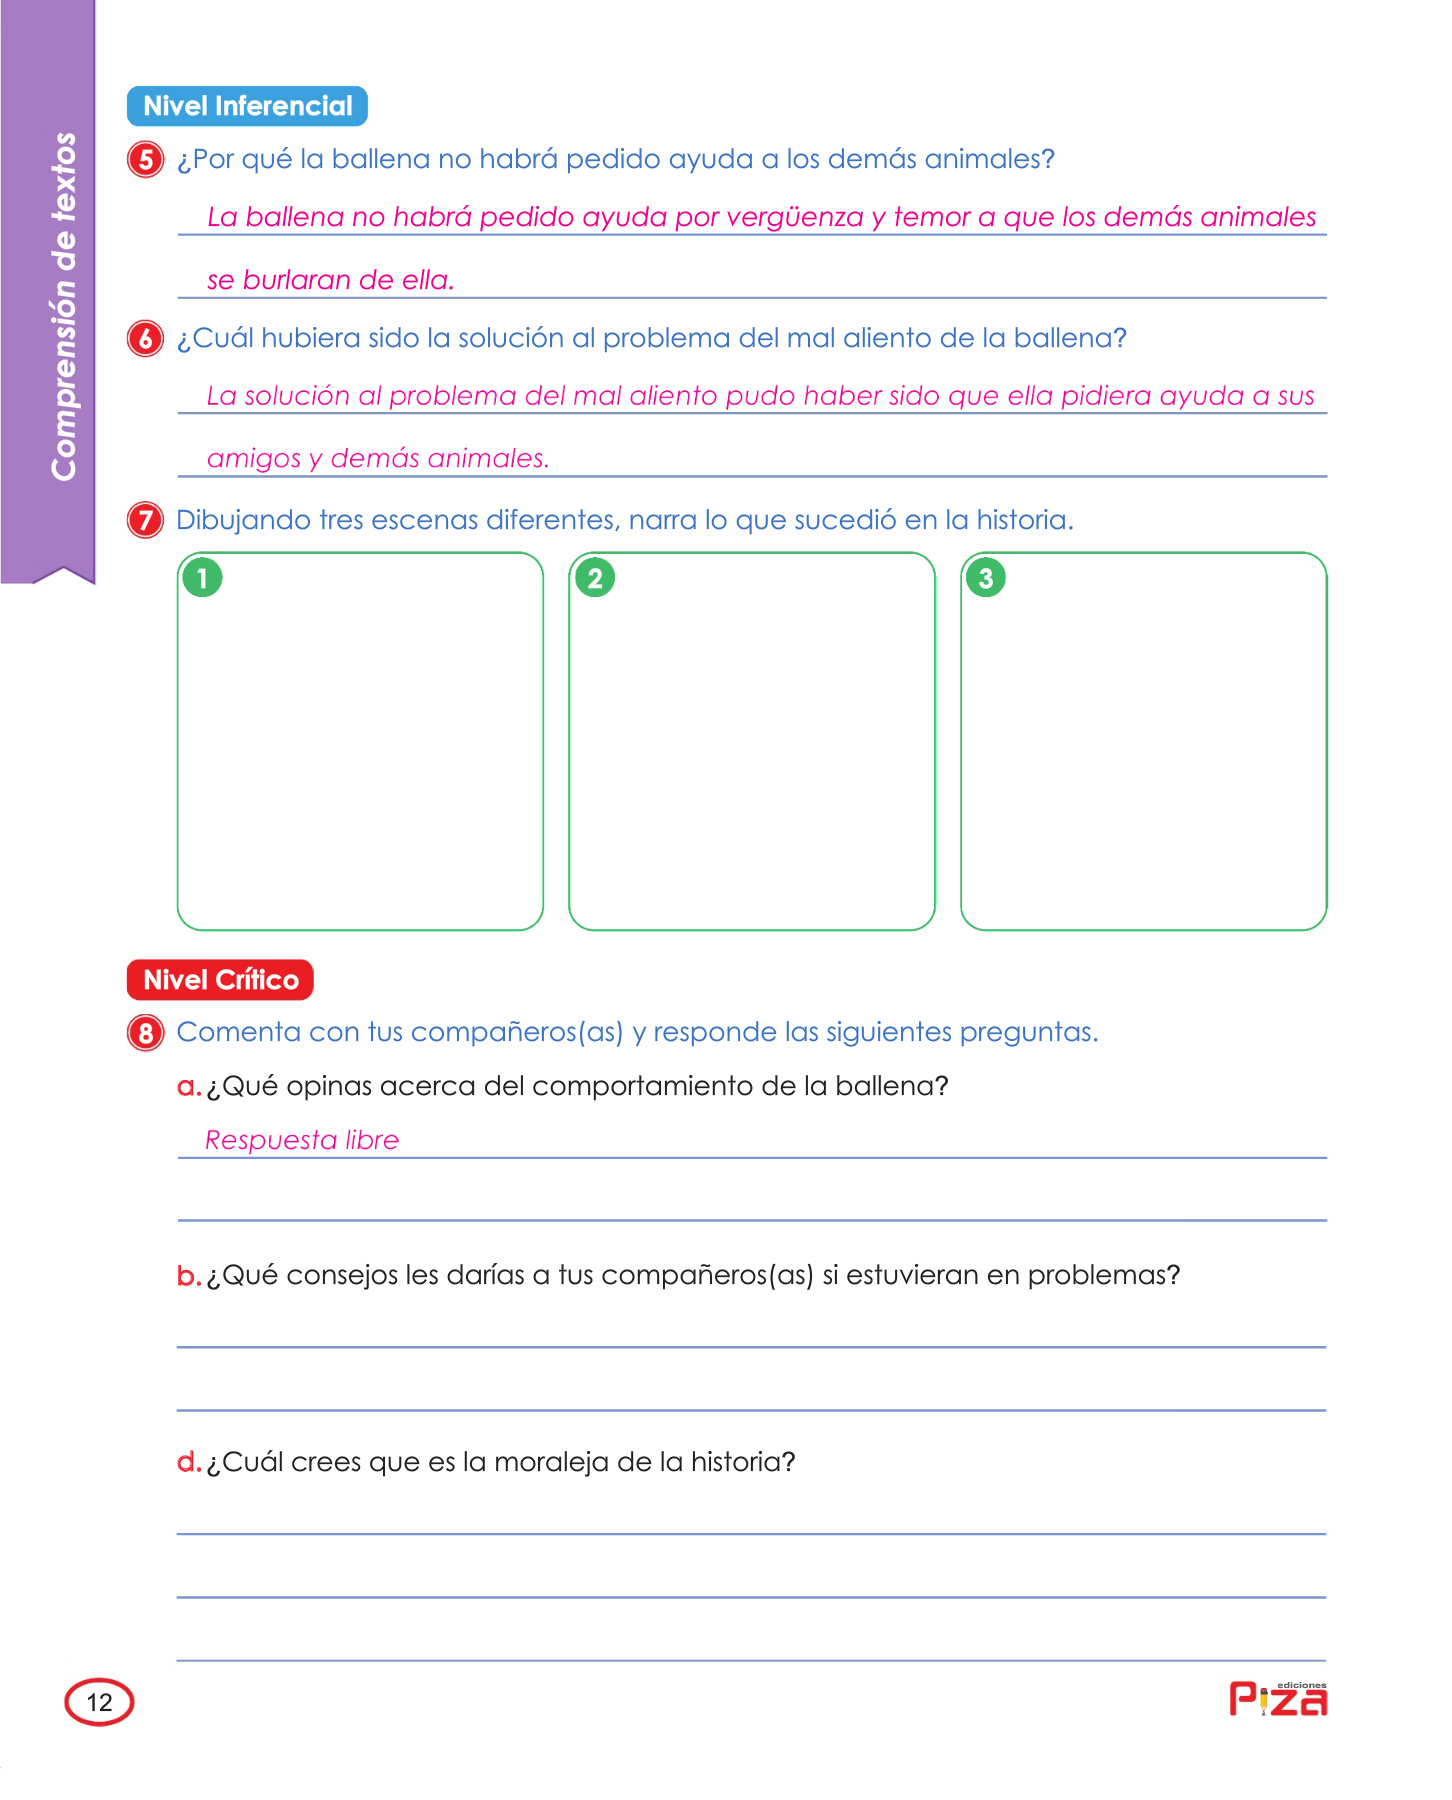 Comprensión de textos
Nivel Inferencial
5 ¿Por qué la ballena no habrá pedido ayuda a los demás animales?
La ballena no habrá pedido ayuda por vergüenza y temor a que los demás animales
se burlaran de ella.
6 ¿Cuál hubiera sido la solución al problema del mal aliento de la ballena?
La solución al problema del mal aliento pudo haber sido que ella pidiera ayuda a sus
amigos y demás animales.
7 Dibujando tres escenas diferentes, narra lo que sucedió en la historia.
1 2 3
Nivel Crítico
8 Comenta con tus compañeros(as) y responde las siguientes preguntas.
a. ¿Qué opinas acerca del comportamiento de la ballena?
Respuesta libre
b. ¿Qué consejos les darías a tus compañeros(as) si estuvieran en problemas?
d. ¿Cuál crees que es la moraleja de la historia?
12
ediciones
Piza